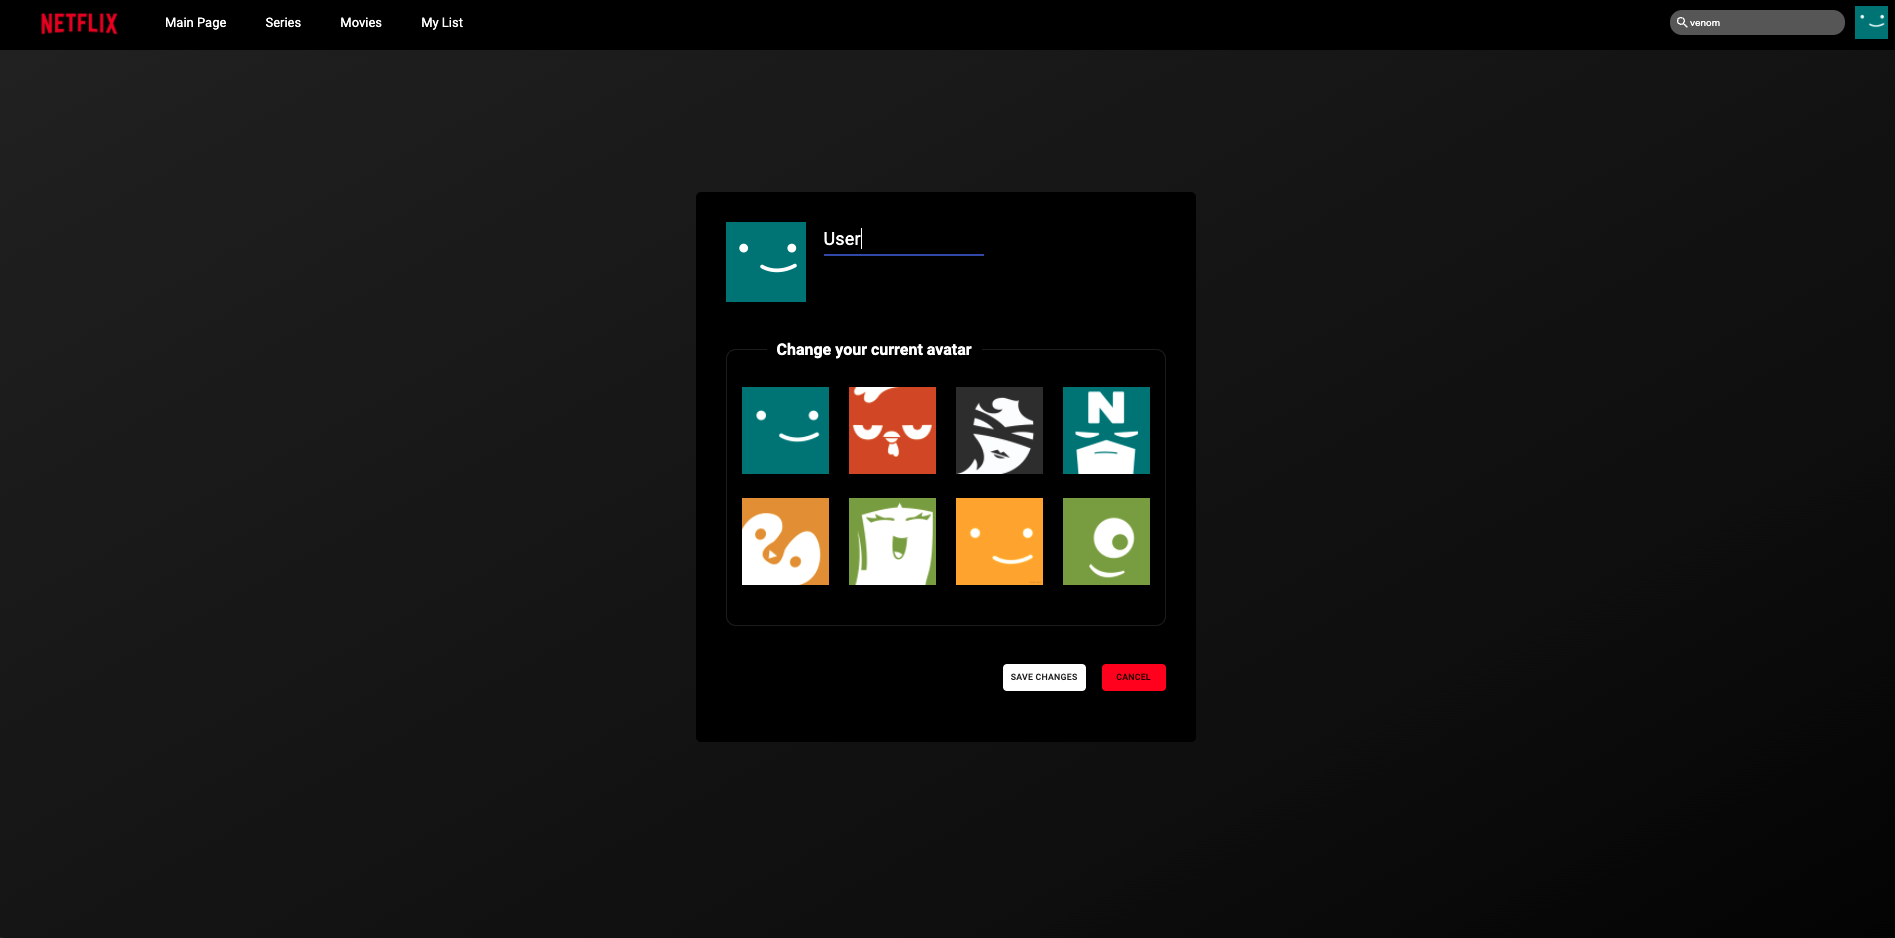 NETFLIX Main Page Series Movies My List venom
User
Change your current avatar
N
SAVE CHANGES CANCEL